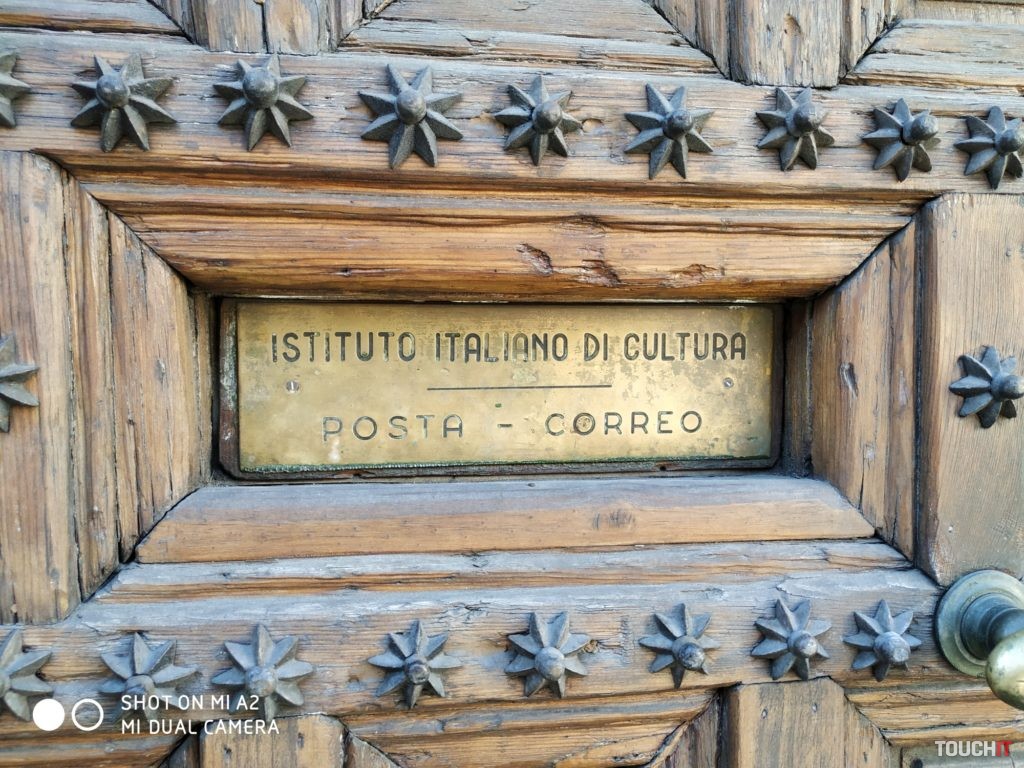 ISTITUTO ITALIANO DI CULTURA
POSTA - CORREO
SHOT ON MI A2
MI DUAL CAMERA
TOUCHIT